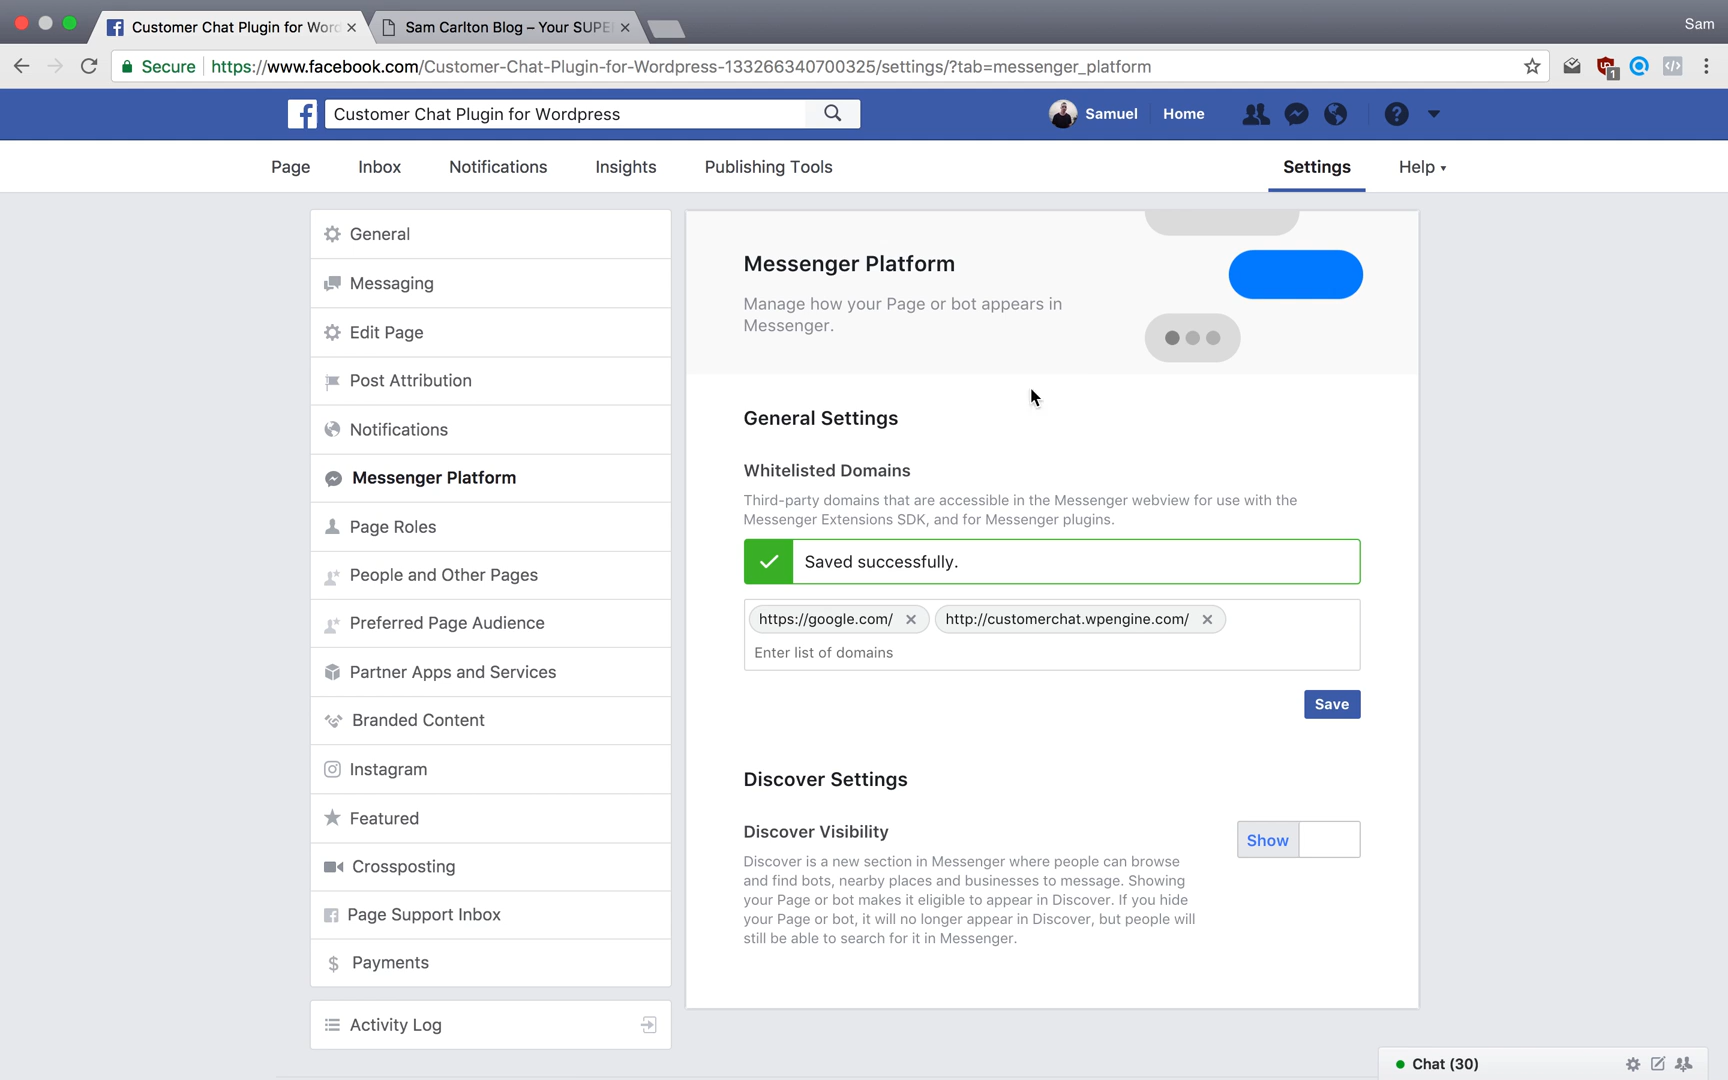 Customer Chat Plugin for Wor
Sam Carlton Blog – Your SUPE
Sam
Secure
https://www.facebook.com/Customer-Chat-Plugin-for-Wordpress-133266340700325/settings/?tab=messenger_platform
1
Customer Chat Plugin for Wordpress
Samuel
Home
Page
Inbox
Notifications
Insights
Publishing Tools
Settings
Help
General
Messaging
Edit Page
Post Attribution
Notifications
Messenger Platform
Page Roles
People and Other Pages
Preferred Page Audience
Partner Apps and Services
Branded Content
Instagram
Featured
Crossposting
Page Support Inbox
Payments
Activity Log
Messenger Platform
Manage how your Page or bot appears in
Messenger.
General Settings
Whitelisted Domains
Third-party domains that are accessible in the Messenger webview for use with the
Messenger Extensions SDK, and for Messenger plugins.
Saved successfully.
https://google.com/
http://customerchat.wpengine.com/
Enter list of domains
Save
Discover Settings
Discover Visibility
Show
Discover is a new section in Messenger where people can browse
and find bots, nearby places and businesses to message. Showing
your Page or bot makes it eligible to appear in Discover. If you hide
your Page or bot, it will no longer appear in Discover, but people will
still be able to search for it in Messenger.
Chat (30)